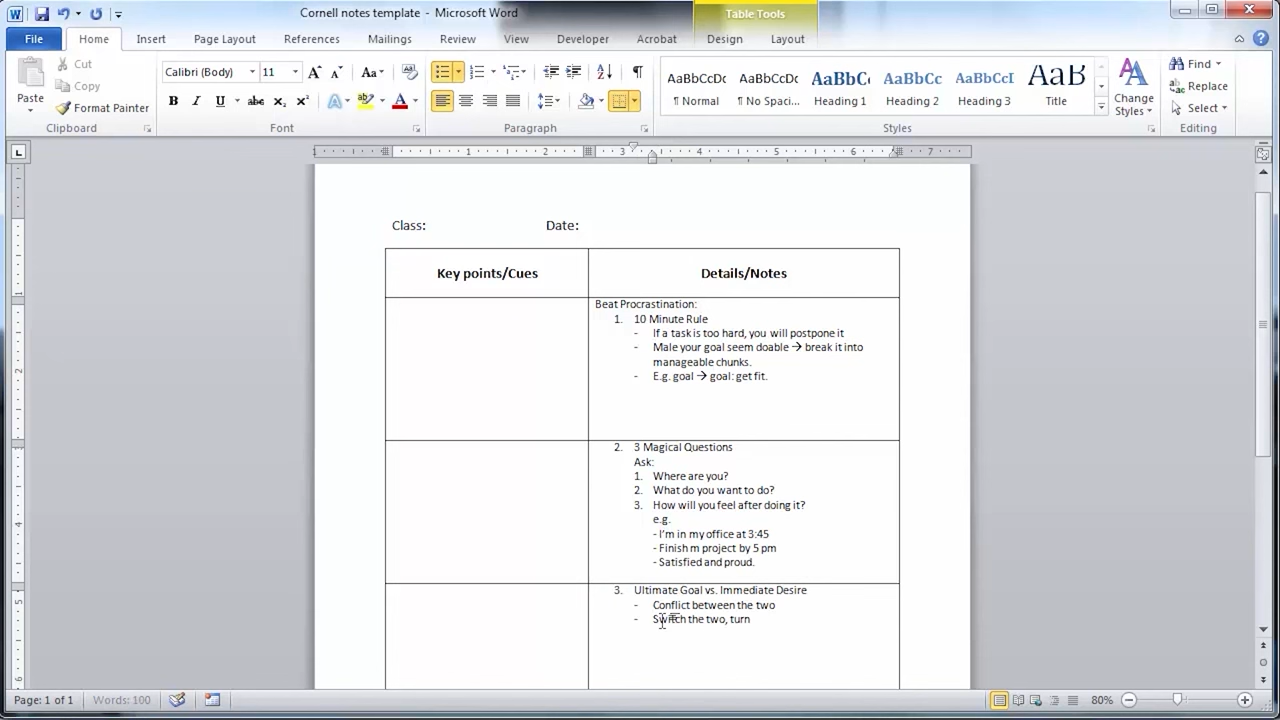 Cornell notes template - Microsoft Word
Table Tools
File Home Insert Page Layout References Mailings Review View Developer Acrobat Design Layout
Paste
Cut
Copy
Format Painter
Clipboard
Calibri (Body) 11
Font
Paragraph
AaBbCcDc AaBbCcDc AaBbC AaBbCc AaBbCcI AaB
¶ Normal ¶ No Spaci... Heading 1 Heading 2 Heading 3 Title
Change Styles
Styles
Find
Replace
Select
Editing
Class: Date:
Key points/Cues Details/Notes
Beat Procrastination:
1. 10 Minute Rule
- If a task is too hard, you will postpone it
- Male your goal seem doable → break it into
manageable chunks.
- E.g. goal → goal: get fit.
2. 3 Magical Questions
Ask:
1. Where are you?
2. What do you want to do?
3. How will you feel after doing it?
e.g.
- I'm in my office at 3:45
- Finish m project by 5 pm
- Satisfied and proud.
3. Ultimate Goal vs. Immediate Desire
- Conflict between the two
- Switch the two, turn
Page: 1 of 1 Words: 100 80%